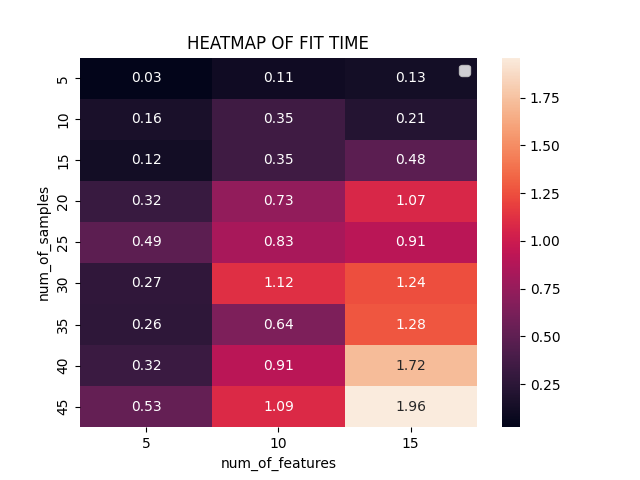 HEATMAP OF FIT TIME
5 0.03 0.11 0.13
10 0.16 0.35 0.21
15 0.12 0.35 0.48
20 0.32 0.73 1.07
25 0.49 0.83 0.91
30 0.27 1.12 1.24
35 0.26 0.64 1.28
40 0.32 0.91 1.72
45 0.53 1.09 1.96
5 10 15
num_of_features
num_of_samples
1.75
1.50
1.25
1.00
0.75
0.50
0.25